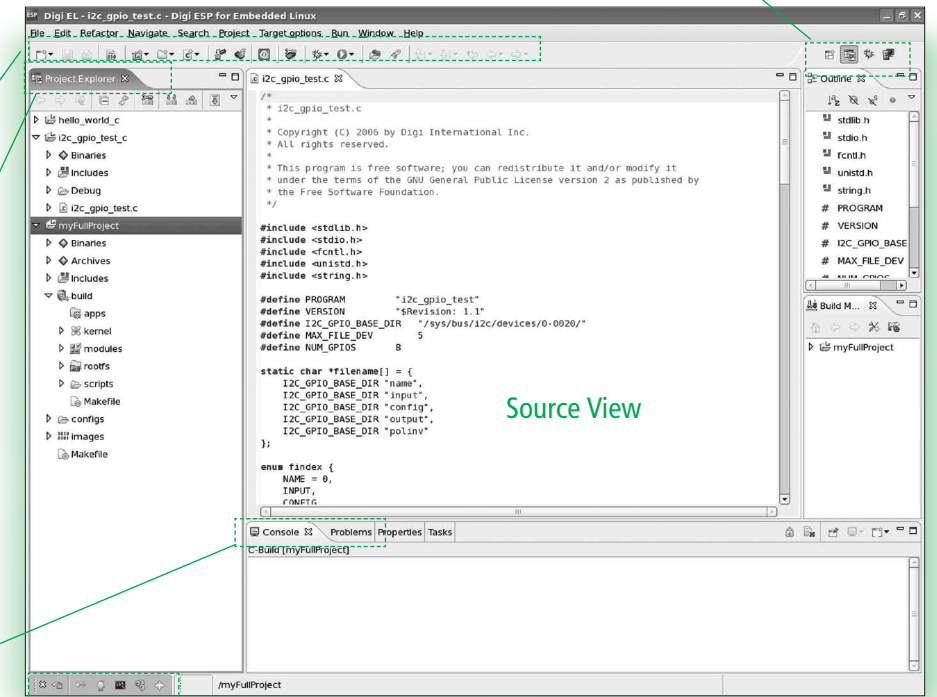 Digi EL - i2c_gpio_test.c - Digi ESP for Embedded Linux
File Edit Refactor Navigate Search Project Target options Run Window Help
Project Explorer
hello_world_c
i2c_gpio_test_c
Binaries
Includes
Debug
i2c_gpio_test.c
myFullProject
Binaries
Archives
Includes
build
apps
kernel
modules
rootfs
scripts
Makefile
configs
images
Makefile
i2c_gpio_test.c
/*
* i2c_gpio_test.c
*
* Copyright (C) 2006 by Digi International Inc.
* All rights reserved.
*
* This program is free software; you can redistribute it and/or modify it
* under the terms of the GNU General Public License version 2 as published by
* the Free Software Foundation.
*/
#include <stdlib.h>
#include <stdio.h>
#include <fcntl.h>
#include <unistd.h>
#include <string.h>
#define PROGRAM "i2c_gpio_test"
#define VERSION "$Revision: 1.1"
#define I2C_GPIO_BASE_DIR "/sys/bus/i2c/devices/0-0020/"
#define MAX_FILE_DEV 5
#define NUM_GPIOS 8
static char *filename[] = {
I2C_GPIO_BASE_DIR "name",
I2C_GPIO_BASE_DIR "input",
I2C_GPIO_BASE_DIR "config",
I2C_GPIO_BASE_DIR "output",
I2C_GPIO_BASE_DIR "polinv"
};
enum findex {
NAME = 0,
INPUT,
CONFIG
Source View
Outline
stdlib.h
stdio.h
fcntl.h
unistd.h
string.h
# PROGRAM
# VERSION
# I2C_GPIO_BASE
# MAX_FILE_DEV
# NUM_GPIOS
Build M...
myFullProject
Console Problems Properties Tasks
C-Build [myFullProject]
/myFullProject